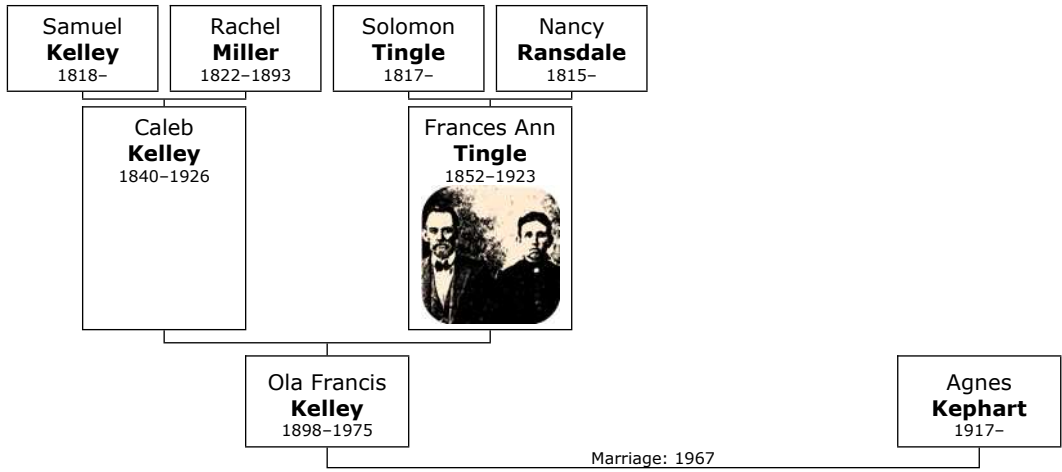 Samuel
Kelley
1818–
Rachel
Miller
1822–1893
Solomon
Tingle
1817–
Nancy
Ransdale
1815–
Caleb
Kelley
1840–1926
Frances Ann
Tingle
1852–1923
Ola Francis
Kelley
1898–1975
Agnes
Kephart
1917–
Marriage: 1967